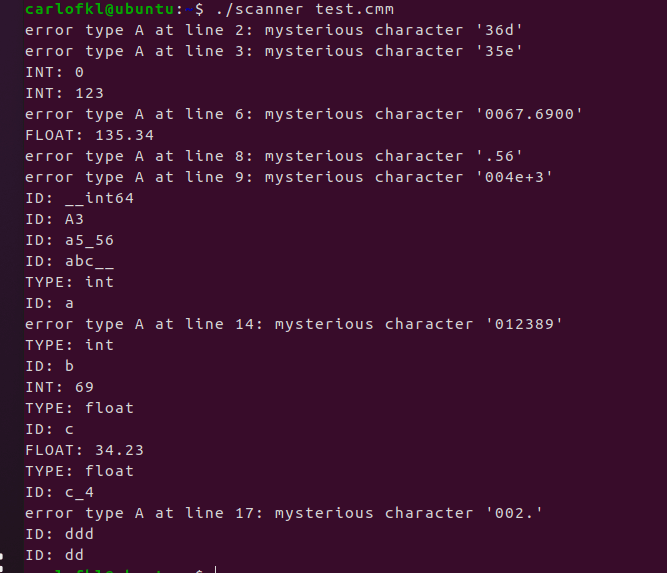 carlofkl@ubuntu:~$ ./scanner test.cmm
error type A at line 2: mysterious character '36d'
error type A at line 3: mysterious character '35e'
INT: 0
INT: 123
error type A at line 6: mysterious character '0067.6900'
FLOAT: 135.34
error type A at line 8: mysterious character '.56'
error type A at line 9: mysterious character '004e+3'
ID: __int64
ID: A3
ID: a5_56
ID: abc__
TYPE: int
ID: a
error type A at line 14: mysterious character '012389'
TYPE: int
ID: b
INT: 69
TYPE: float
ID: c
FLOAT: 34.23
TYPE: float
ID: c_4
error type A at line 17: mysterious character '002.'
ID: ddd
ID: dd
carlofkl@ubuntu:~$